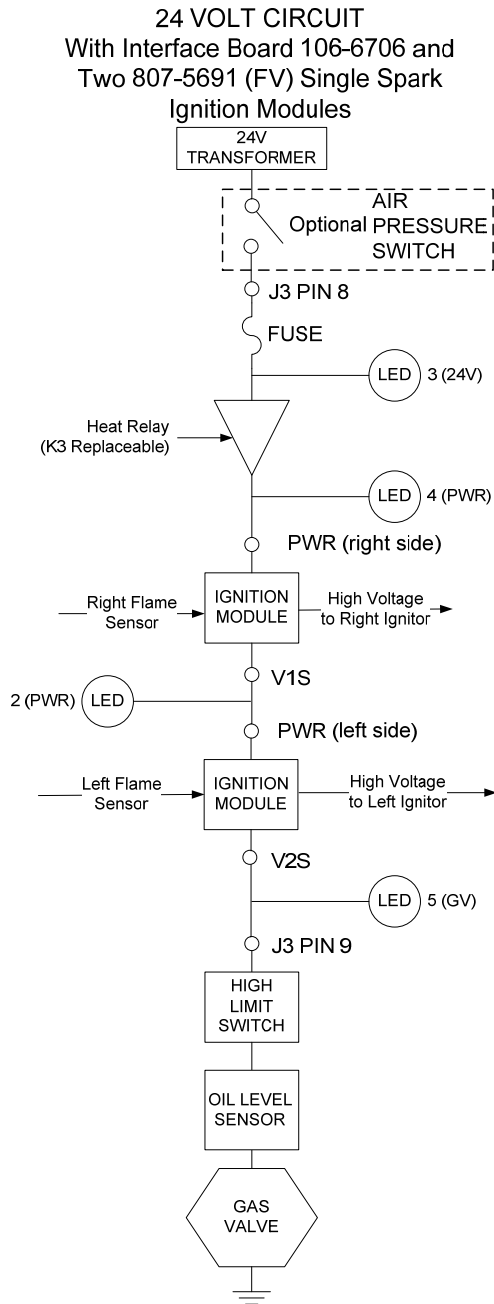 24 VOLT CIRCUIT
With Interface Board 106-6706 and
Two 807-5691 (FV) Single Spark
Ignition Modules
24V
TRANSFORMER
Optional
AIR
PRESSURE
SWITCH
J3 PIN 8
FUSE
LED
3 (24V)
Heat Relay
(K3 Replaceable)
LED
4 (PWR)
PWR (right side)
Right Flame
Sensor
IGNITION
MODULE
High Voltage
to Right Ignitor
V1S
2 (PWR)
LED
PWR (left side)
Left Flame
Sensor
IGNITION
MODULE
High Voltage
to Left Ignitor
V2S
LED
5 (GV)
J3 PIN 9
HIGH
LIMIT
SWITCH
OIL LEVEL
SENSOR
GAS
VALVE